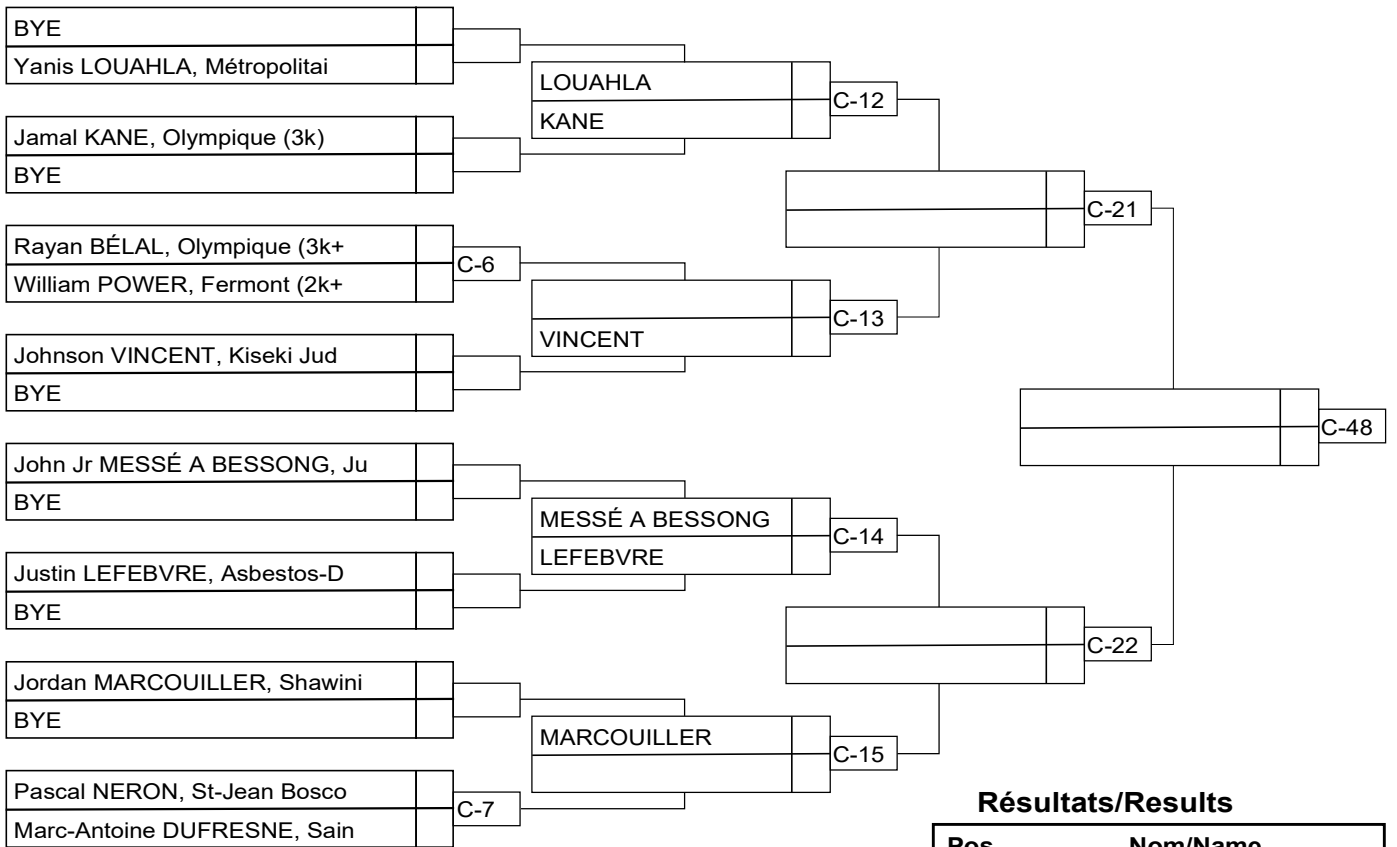 BYE
Yanis LOUAHLA, Métropolitai
Jamal KANE, Olympique (3k)
BYE
Rayan BÉLAL, Olympique (3k+
William POWER, Fermont (2k+
C-6
Johnson VINCENT, Kiseki Jud
BYE
John Jr MESSÉ A BESSONG, Ju
BYE
Justin LEFEBVRE, Asbestos-D
BYE
Jordan MARCOUILLER, Shawini
BYE
Pascal NERON, St-Jean Bosco
Marc-Antoine DUFRESNE, Sain
C-7
LOUAHLA
KANE
C-12
VINCENT
C-13
MESSÉ A BESSONG
LEFEBVRE
C-14
MARCOUILLER
C-15
C-21
C-22
C-48
Résultats/Results
Pos. Nom/Name